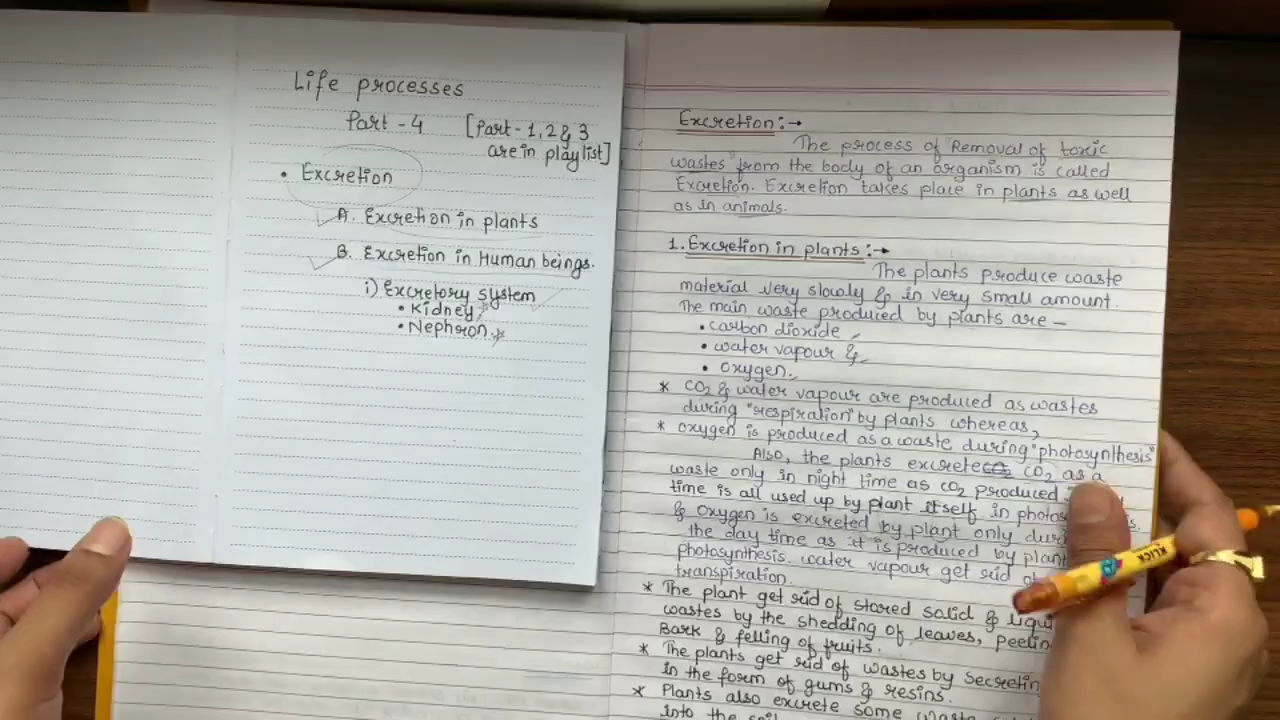 Life processes
Part - 4 [Part - 1, 2 & 3
are in playlist]
• Excretion
A. Excretion in plants
B. Excretion in Human beings.
i) Excretory system
• Kidney
• Nephron
Excretion :→
The process of Removal of toxic
wastes from the body of an organism is called
Excretion. Excretion takes place in plants as well
as in animals.
1. Excretion in plants :→
The plants produce waste
material very slowly & in very small amount.
The main waste produced by plants are –
• carbon dioxide
• water vapour &
• oxygen.
* CO2 & water vapour are produced as wastes
during "respiration" by plants whereas,
* oxygen is produced as a waste during "photosynthesis"
Also, the plants excrete CO2 as a
waste only in night time as CO2 produced
time is all used up by plant itself in
& oxygen is excreted by plant only
the day time as it is produced by plant
photosynthesis. water vapour get rid
transpiration.
* The plant get rid of stored solid &
wastes by the shedding of leaves,
Bark & felling of fruits.
* The plants get rid of wastes by
in the form of gums & resins.
* Plants also excrete some waste
into the soil
KLICK